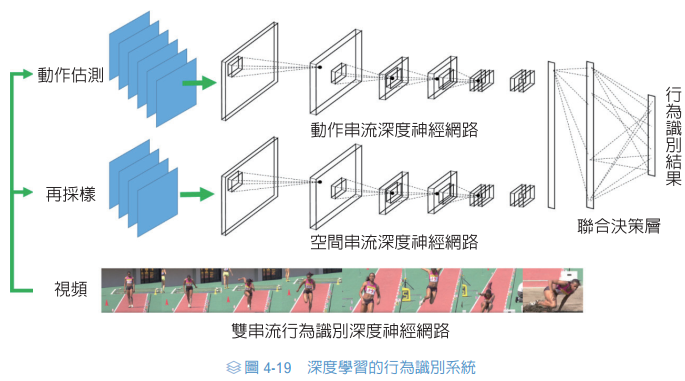 動作估測
動作串流深度神經網路
再採樣
空間串流深度神經網路
行為識別結果
聯合決策層
視頻
雙串流行為識別深度神經網路
圖 4-19 深度學習的行為識別系統